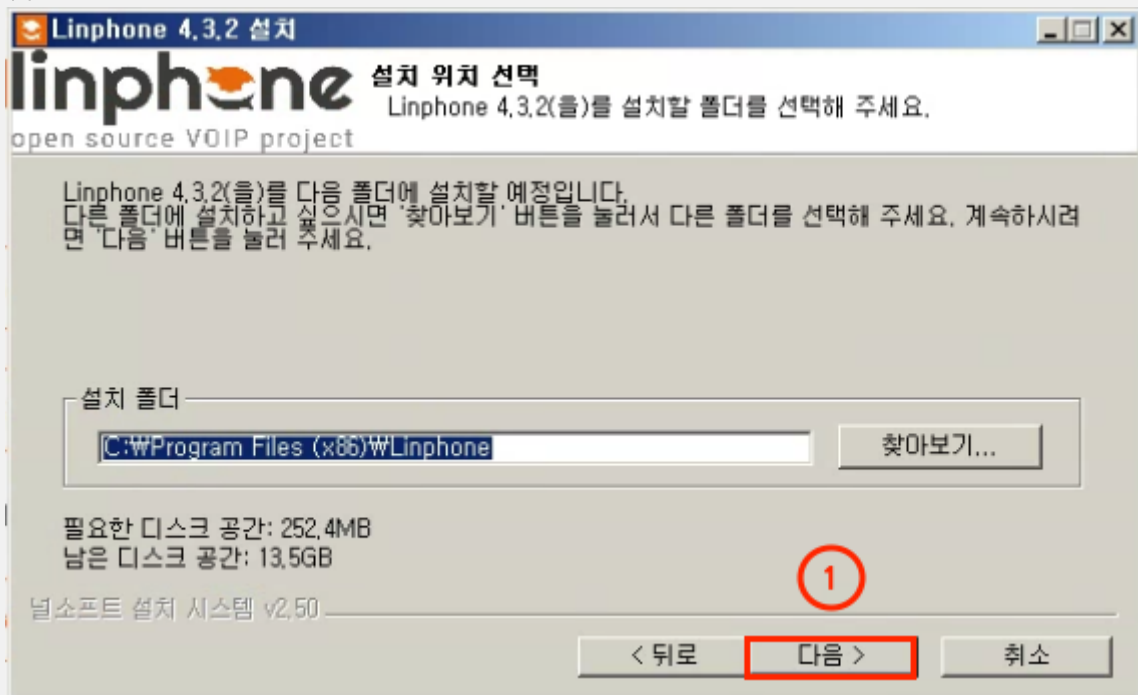 Linphone 4.3.2 설치
linphone
open source VOIP project
설치 위치 선택
Linphone 4.3.2(을)를 설치할 폴더를 선택해 주세요.
Linphone 4.3.2(을)를 다음 폴더에 설치할 예정입니다.
다른 폴더에 설치하고 싶으시면 '찾아보기' 버튼을 눌러서 다른 폴더를 선택해 주세요. 계속하시려
면 '다음' 버튼을 눌러 주세요.
설치 폴더
C:₩Program Files (x86)₩Linphone
찾아보기...
필요한 디스크 공간: 252.4MB
남은 디스크 공간: 13.5GB
1
널소프트 설치 시스템 v2.50
< 뒤로
다음 >
취소